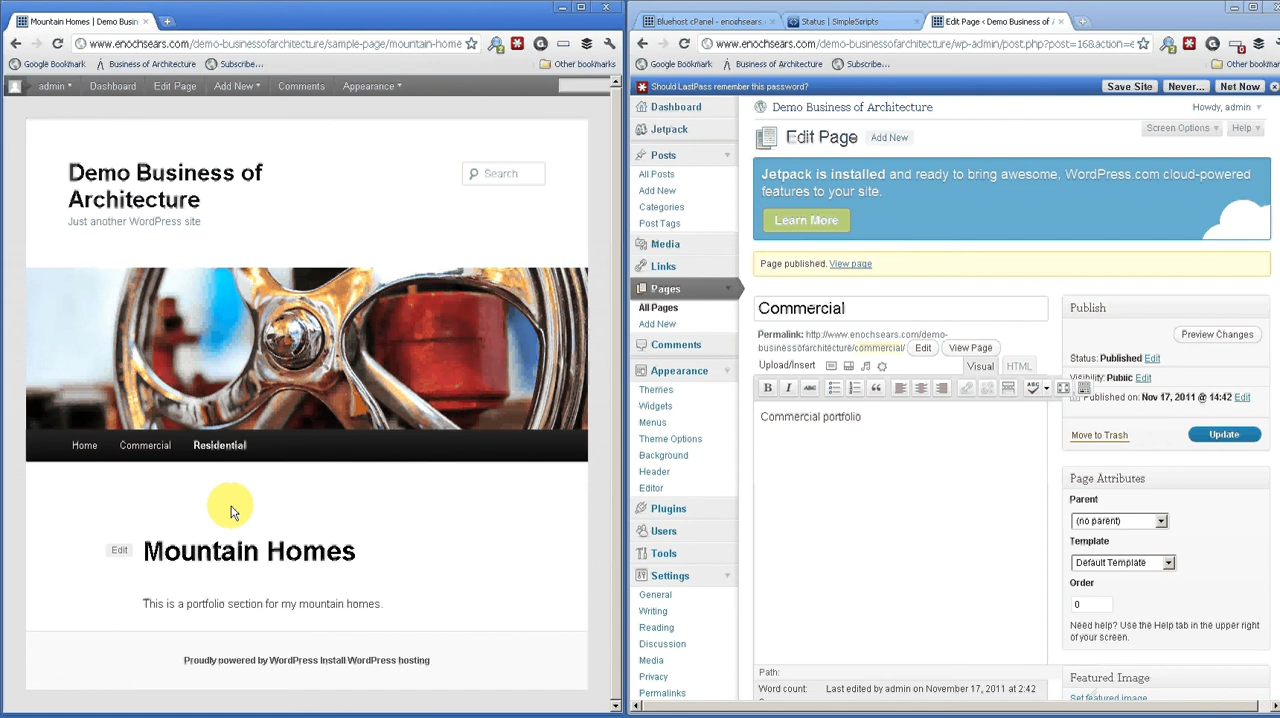 Mountain Homes | Demo Busin
www.enochsears.com/demo-businessofarchitecture/sample-page/mountain-home
Google Bookmark
Business of Architecture
Subscribe...
Other bookmarks
admin
Dashboard
Edit Page
Add New
Comments
Appearance
Demo Business of
Architecture
Just another WordPress site
Search
Home
Commercial
Residential
Edit
Mountain Homes
This is a portfolio section for my mountain homes.
Proudly powered by WordPress Install WordPress hosting
Bluehost cPanel - enochsears.
Status | SimpleScripts
Edit Page < Demo Business of A
www.enochsears.com/demo-businessofarchitecture/wp-admin/post.php?post=16&action=e
Google Bookmark
Business of Architecture
Subscribe...
Other bookmar
Should LastPass remember this password?
Save Site
Never...
Not Now
Dashboard
Jetpack
Posts
All Posts
Add New
Categories
Post Tags
Media
Links
Pages
All Pages
Add New
Comments
Appearance
Themes
Widgets
Menus
Theme Options
Background
Header
Editor
Plugins
Users
Tools
Settings
General
Writing
Reading
Discussion
Media
Privacy
Permalinks
Demo Business of Architecture
Howdy, admin
Screen Options
Help
Edit Page
Add New
Jetpack is installed and ready to bring awesome, WordPress.com cloud-powered
features to your site.
Learn More
Page published. View page
Commercial
Permalink: http://www.enochsears.com/demo-
businessofarchitecture/commercial/
Edit
View Page
Upload/Insert
Visual
HTML
B
I
ABC
ABC
Commercial portfolio
Path:
Word count:
Last edited by admin on November 17, 2011 at 2:42
Publish
Preview Changes
Status: Published Edit
Visibility: Public Edit
Published on: Nov 17, 2011 @ 14:42 Edit
Move to Trash
Update
Page Attributes
Parent
(no parent)
Template
Default Template
Order
0
Need help? Use the Help tab in the upper right
of your screen.
Featured Image
Set featured image